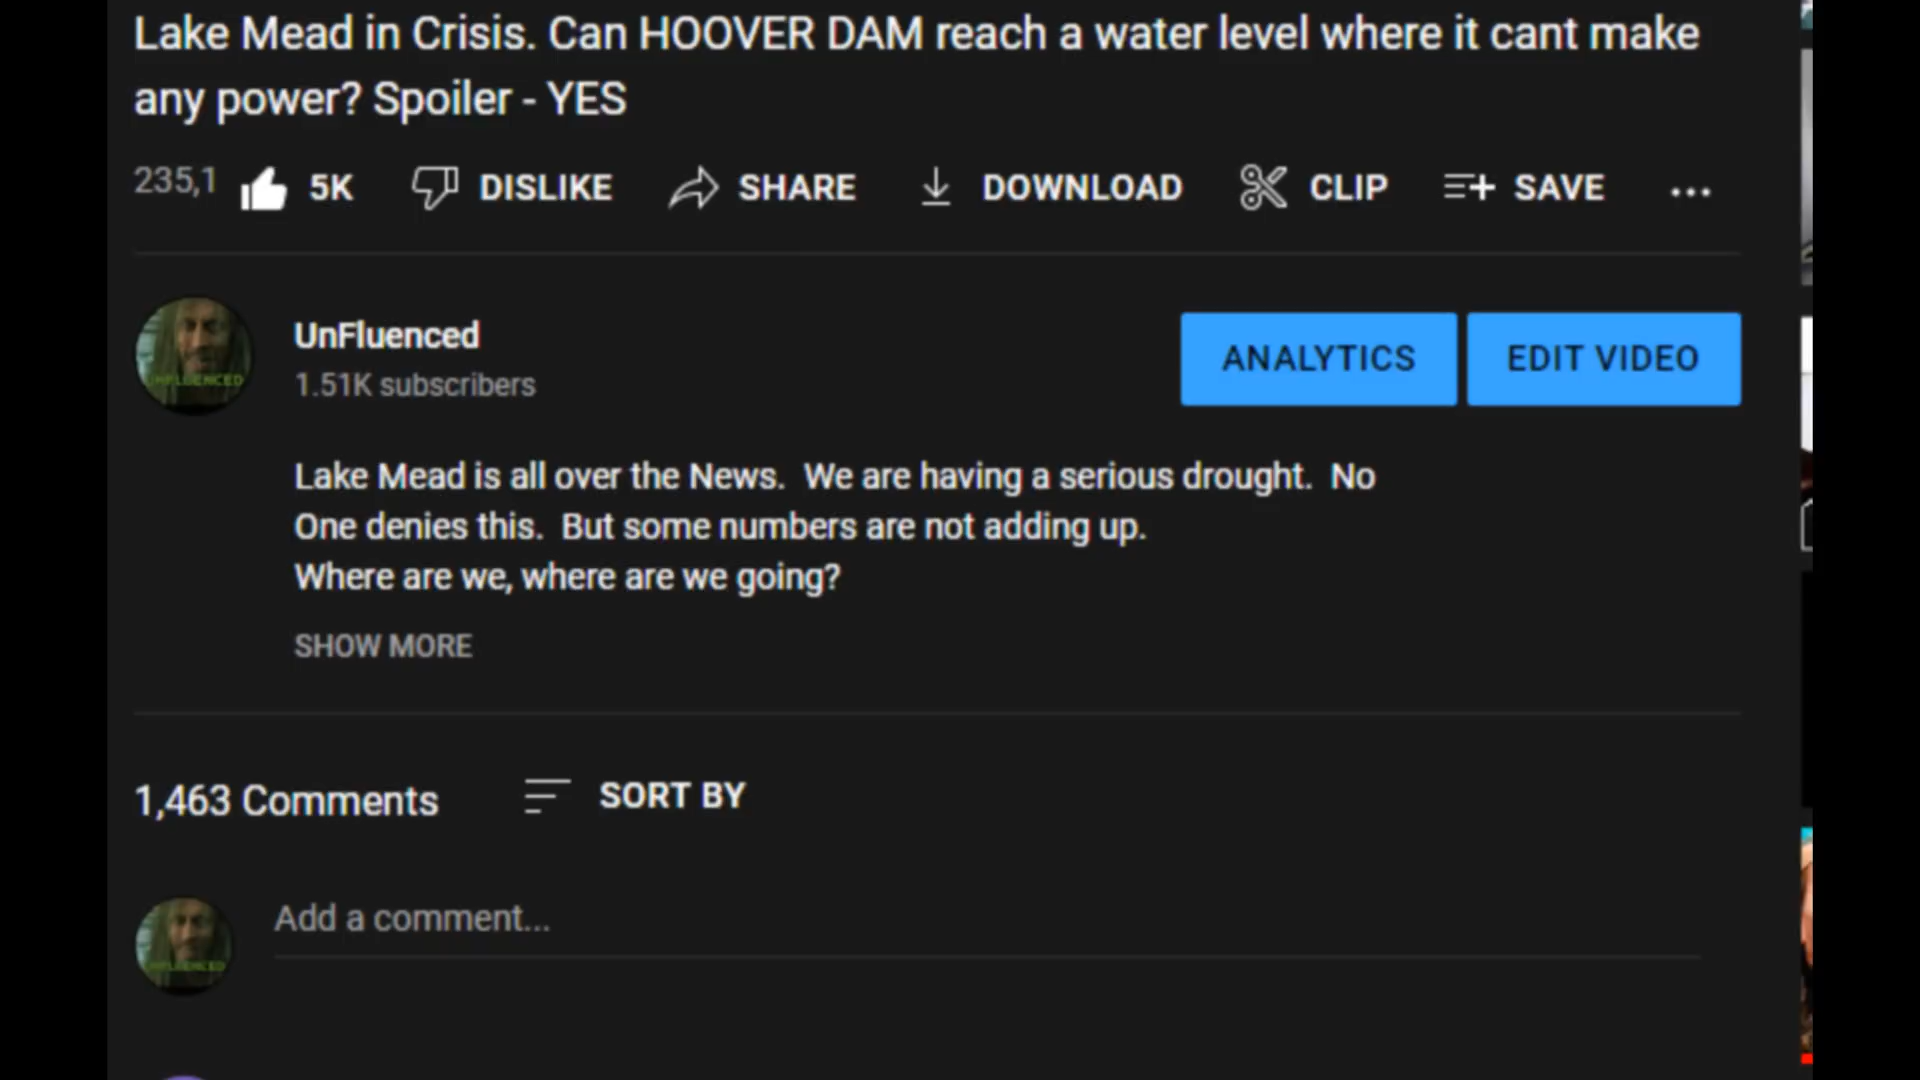 Lake Mead in Crisis. Can HOOVER DAM reach a water level where it cant make
any power? Spoiler - YES
235,1 5K DISLIKE SHARE DOWNLOAD CLIP SAVE ...
UnFluenced
1.51K subscribers
ANALYTICS EDIT VIDEO
Lake Mead is all over the News.  We are having a serious drought.  No
One denies this.  But some numbers are not adding up.
Where are we, where are we going?
SHOW MORE
1,463 Comments SORT BY
Add a comment...